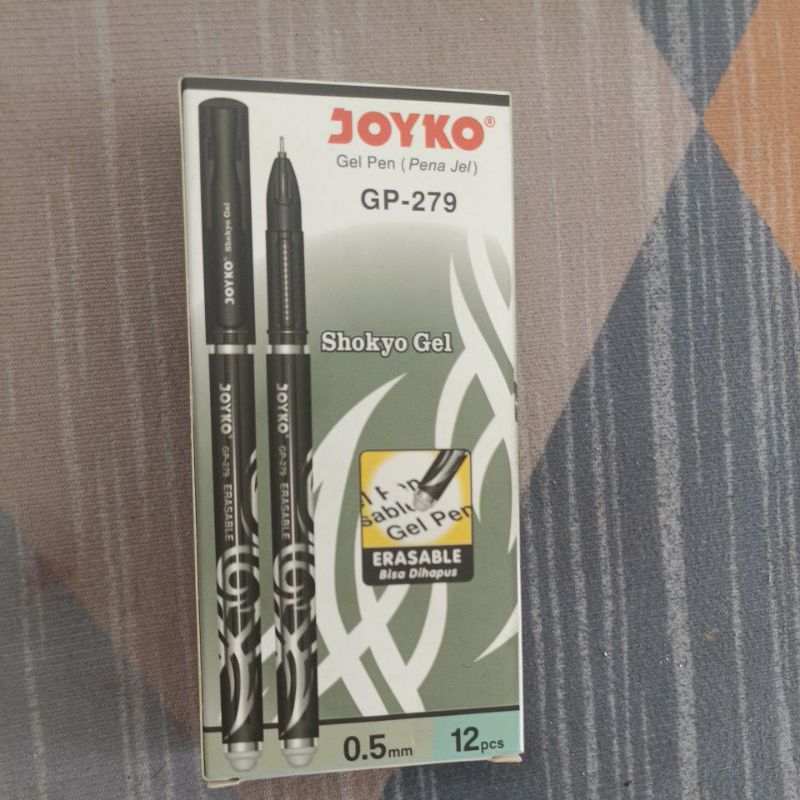 JOYKO®
Gel Pen (Pena Jel)
GP-279
JOYKO Shokyo Gel
Shokyo Gel
JOYKO GP-279 ERASABLE
JOYKO GP-279 ERASABLE
Gel Pen
ERASABLE
Bisa Dihapus
0.5mm
12pcs